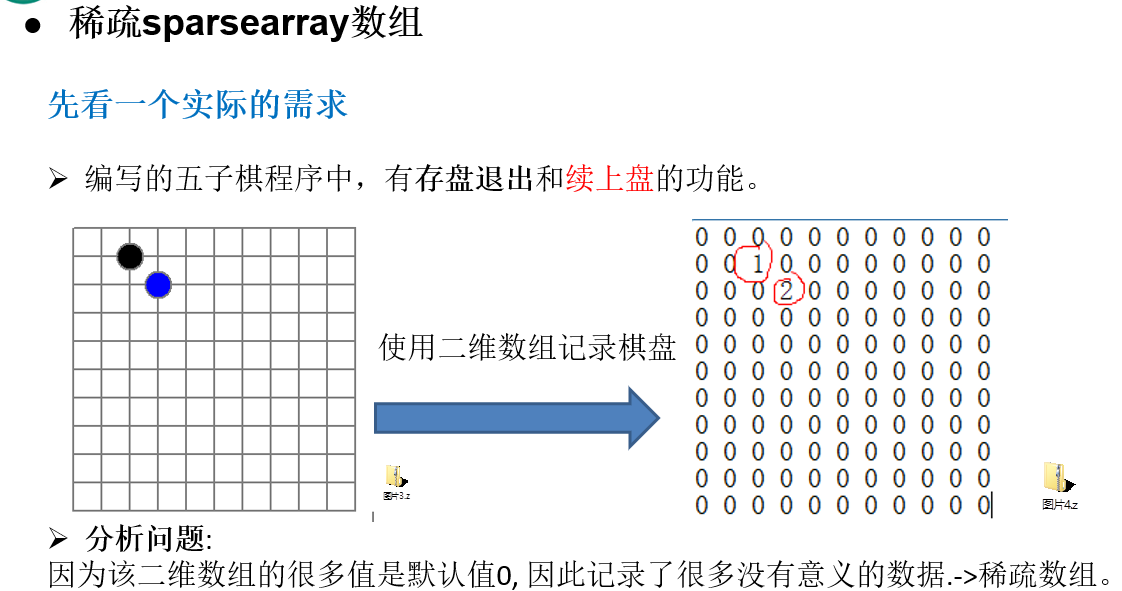 ● 稀疏sparsearray数组
先看一个实际的需求
➢ 编写的五子棋程序中，有存盘退出和续上盘的功能。
使用二维数组记录棋盘
0 0 0 0 0 0 0 0 0 0 0
0 0 1 0 0 0 0 0 0 0 0
0 0 0 2 0 0 0 0 0 0 0
0 0 0 0 0 0 0 0 0 0 0
0 0 0 0 0 0 0 0 0 0 0
0 0 0 0 0 0 0 0 0 0 0
0 0 0 0 0 0 0 0 0 0 0
0 0 0 0 0 0 0 0 0 0 0
0 0 0 0 0 0 0 0 0 0 0
0 0 0 0 0 0 0 0 0 0 0
0 0 0 0 0 0 0 0 0 0 0
图片3.z
图片4.z
➢ 分析问题:
因为该二维数组的很多值是默认值0, 因此记录了很多没有意义的数据.->稀疏数组。